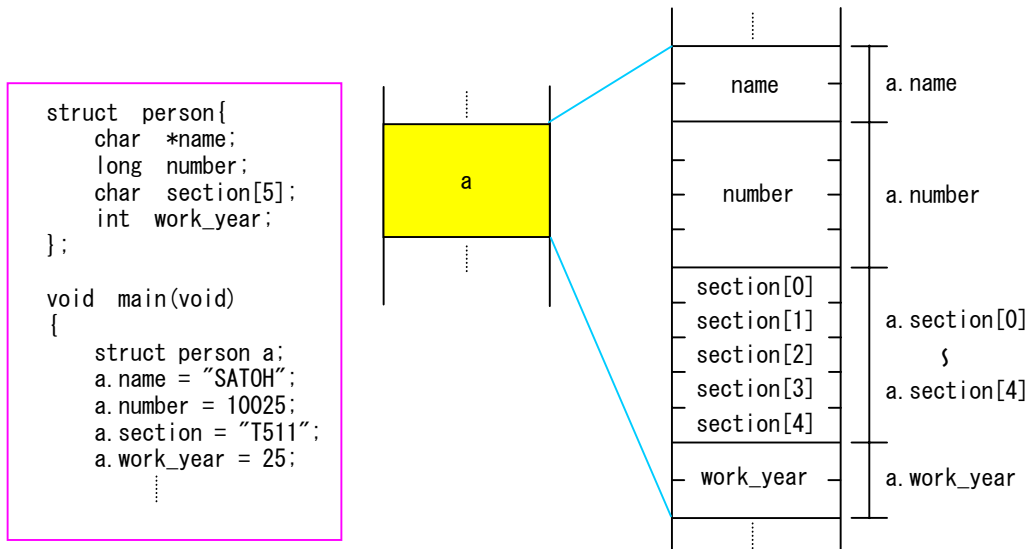 struct person{
char *name;
long number;
char section[5];
int work_year;
};
void main(void)
{
struct person a;
a.name = "SATOH";
a.number = 10025;
a.section = "T511";
a.work_year = 25;
a
name
number
section[0]
section[1]
section[2]
section[3]
section[4]
work_year
a.name
a.number
a.section[0]
∫
a.section[4]
a.work_year